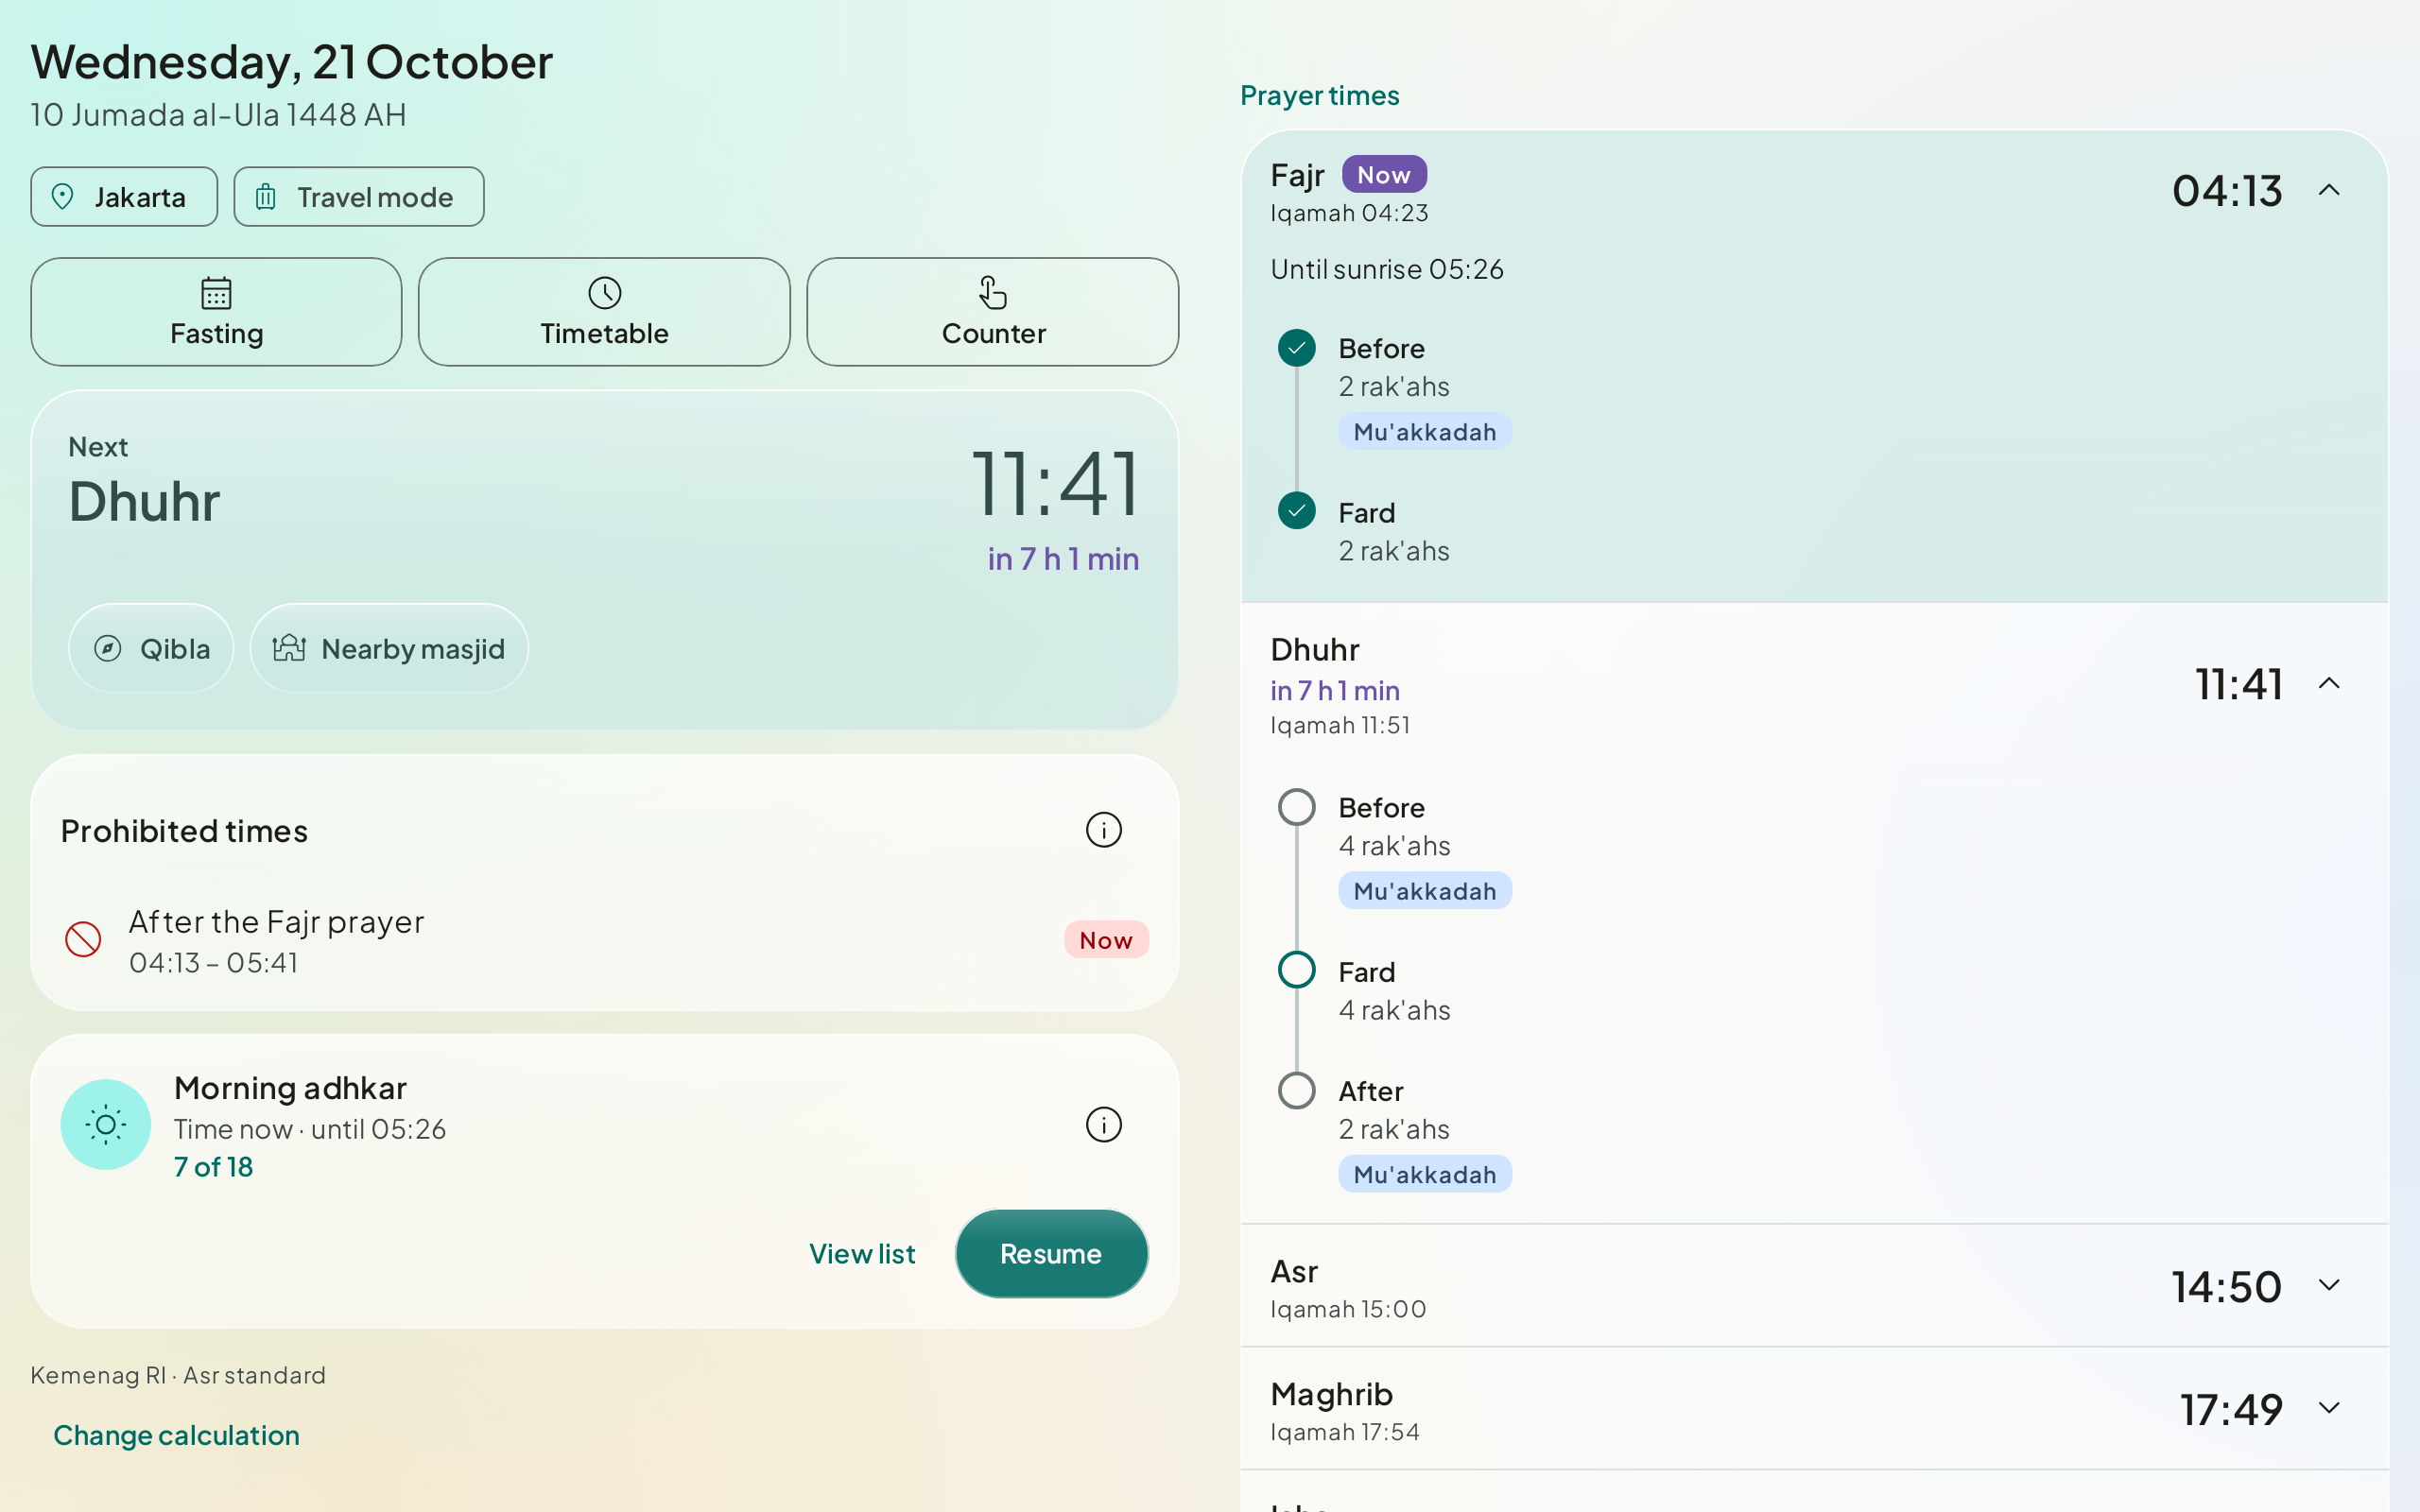 Wednesday, 21 October
10 Jumada al-Ula 1448 AH
Jakarta
Travel mode
Fasting
Timetable
Counter
Next
Dhuhr
11:41
in 7 h 1 min
Qibla
Nearby masjid
Prohibited times
After the Fajr prayer
04:13 – 05:41
Now
Morning adhkar
Time now · until 05:26
7 of 18
View list
Resume
Kemenag RI · Asr standard
Change calculation
Prayer times
Fajr
Now
Iqamah 04:23
04:13
Until sunrise 05:26
Before
2 rak'ahs
Mu'akkadah
Fard
2 rak'ahs
Dhuhr
in 7 h 1 min
Iqamah 11:51
11:41
Before
4 rak'ahs
Mu'akkadah
Fard
4 rak'ahs
After
2 rak'ahs
Mu'akkadah
Asr
Iqamah 15:00
14:50
Maghrib
Iqamah 17:54
17:49